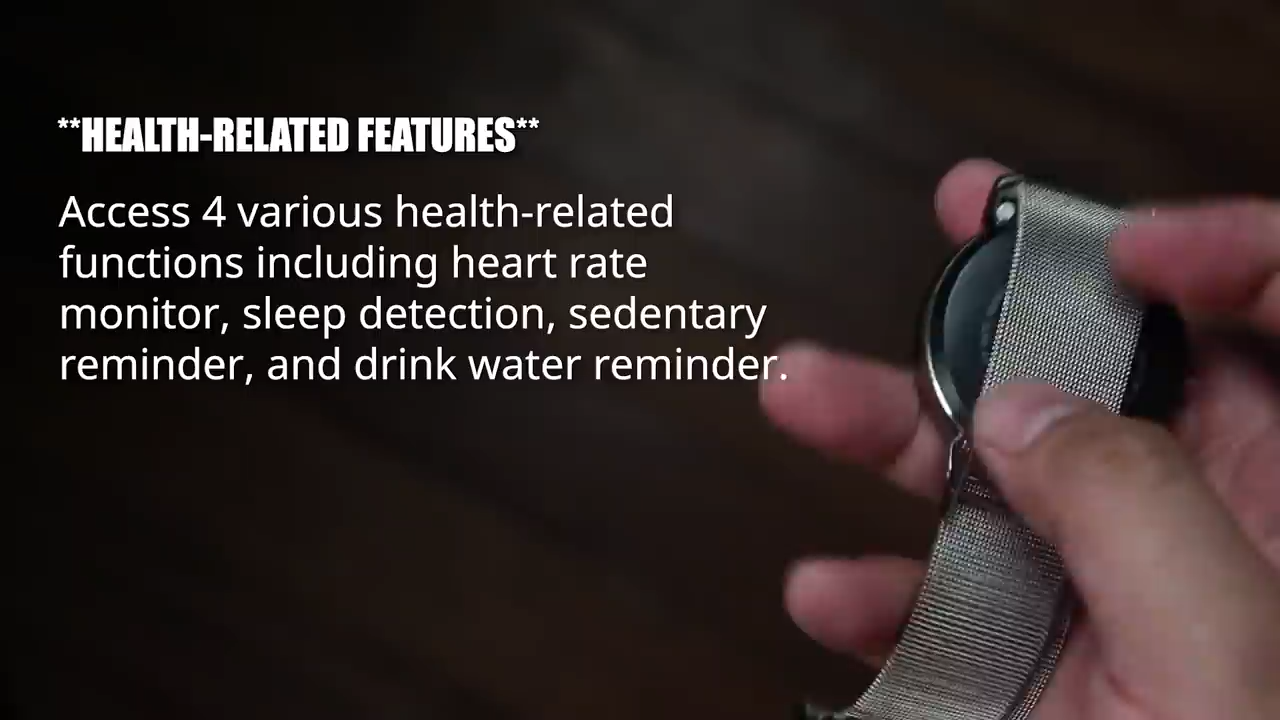 **HEALTH-RELATED FEATURES**
Access 4 various health-related
functions including heart rate
monitor, sleep detection, sedentary
reminder, and drink water reminder.